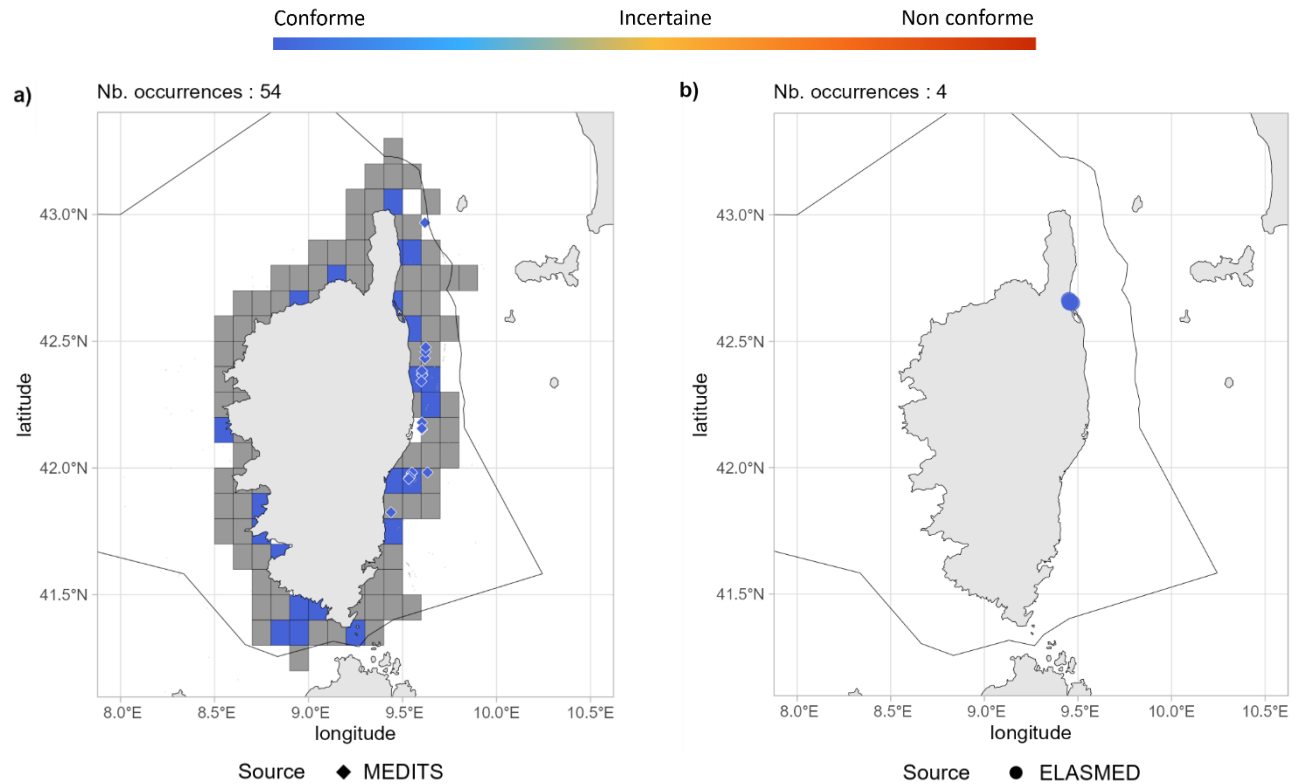 Conforme Incertaine Non conforme
a) b)
Nb. occurrences : 54
43.0°N
42.5°N
42.0°N
41.5°N
latitude
8.0°E 8.5°E 9.0°E 9.5°E 10.0°E 10.5°E
longitude
Source MEDITS
Nb. occurrences : 4
43.0°N
42.5°N
42.0°N
41.5°N
latitude
8.0°E 8.5°E 9.0°E 9.5°E 10.0°E 10.5°E
longitude
Source ELASMED